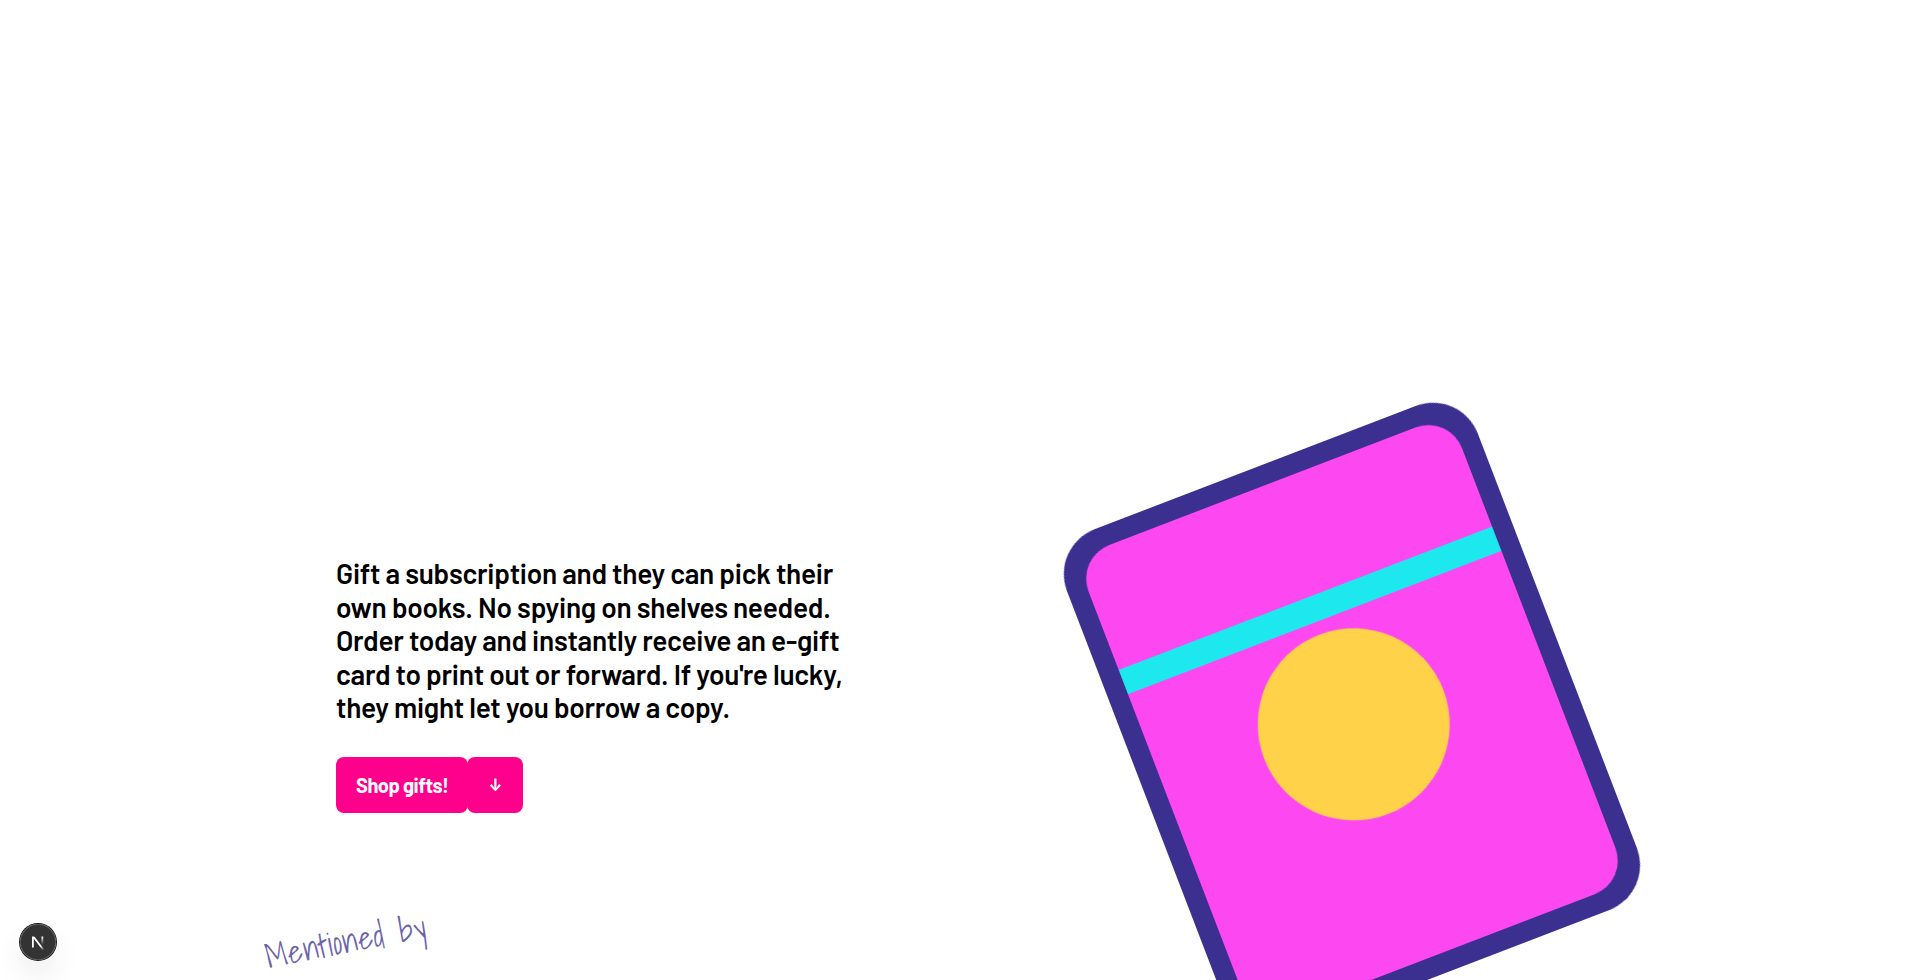 Gift a subscription and they can pick their
own books. No spying on shelves needed.
Order today and instantly receive an e-gift
card to print out or forward. If you're lucky,
they might let you borrow a copy.
Shop gifts!
Mentioned by
N